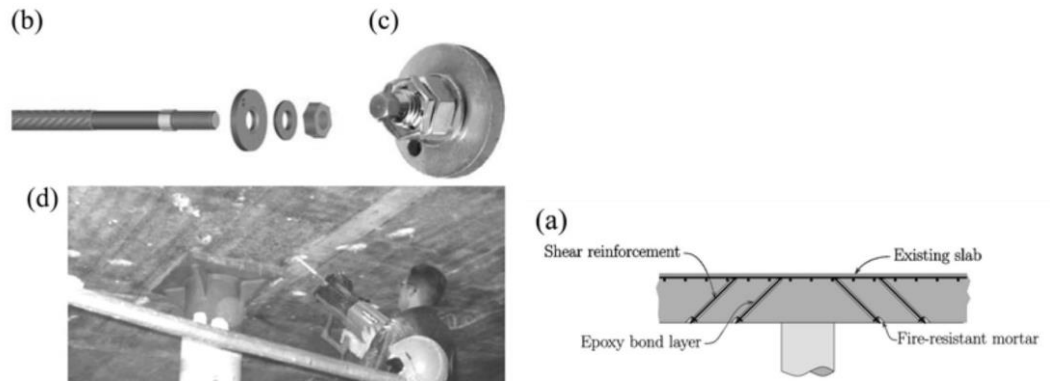 (b)
(c)
(d)
(a)
Shear reinforcement
Existing slab
Epoxy bond layer
Fire-resistant mortar